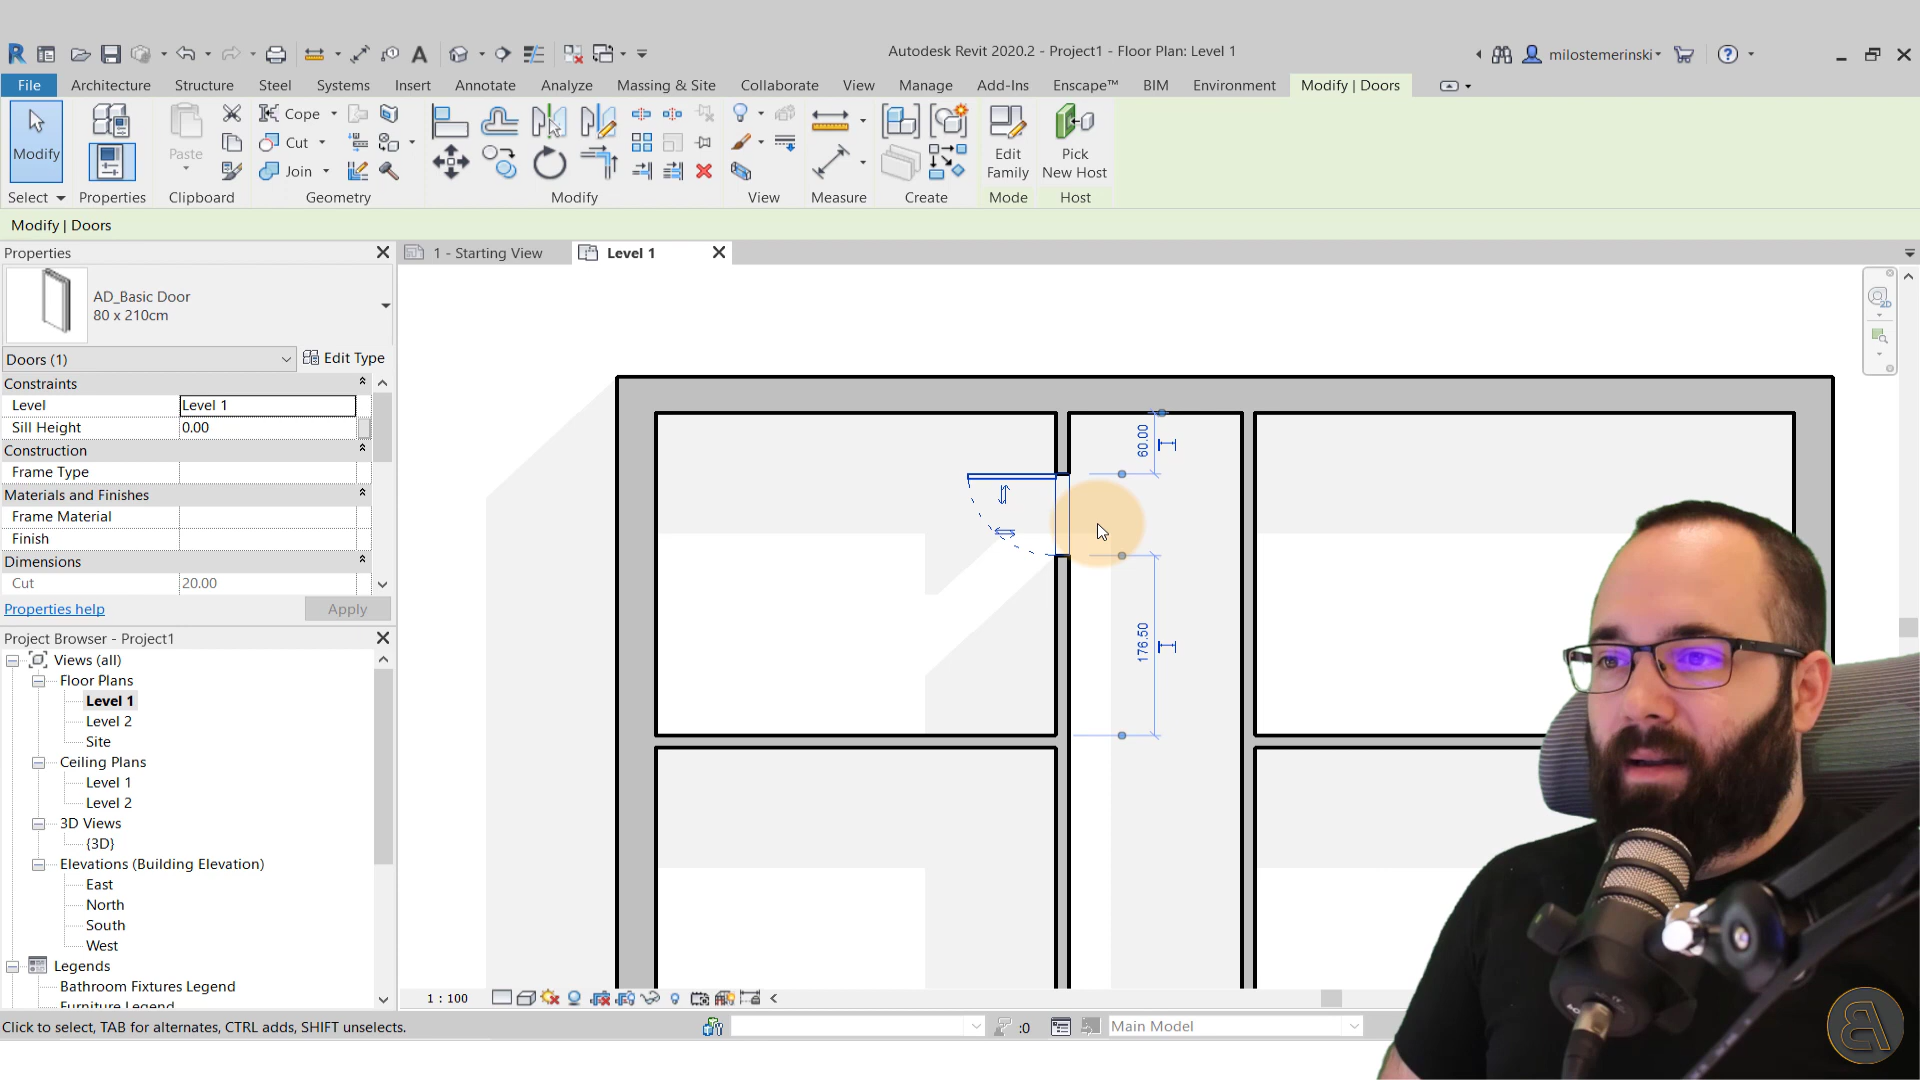 Autodesk Revit 2020.2 - Project1 - Floor Plan: Level 1
milostemerinski
File
Architecture
Structure
Steel
Systems
Insert
Annotate
Analyze
Massing & Site
Collaborate
View
Manage
Add-Ins
Enscape™
BIM
Environment
Modify | Doors
Modify
Paste
Cope
Cut
Join
Edit
Family
Pick
New Host
Select
Properties
Clipboard
Geometry
Modify
View
Measure
Create
Mode
Host
Modify | Doors
Properties
AD_Basic Door
80 x 210cm
Doors (1)
Edit Type
Constraints
Level
Level 1
Sill Height
0.00
Construction
Frame Type
Materials and Finishes
Frame Material
Finish
Dimensions
Cut
20.00
Properties help
Apply
Project Browser - Project1
Views (all)
Floor Plans
Level 1
Level 2
Site
Ceiling Plans
Level 1
Level 2
3D Views
{3D}
Elevations (Building Elevation)
East
North
South
West
Legends
Bathroom Fixtures Legend
Furniture Legend
1 - Starting View
Level 1
2D
60.00
176.50
1 : 100
Click to select, TAB for alternates, CTRL adds, SHIFT unselects.
:0
Main Model